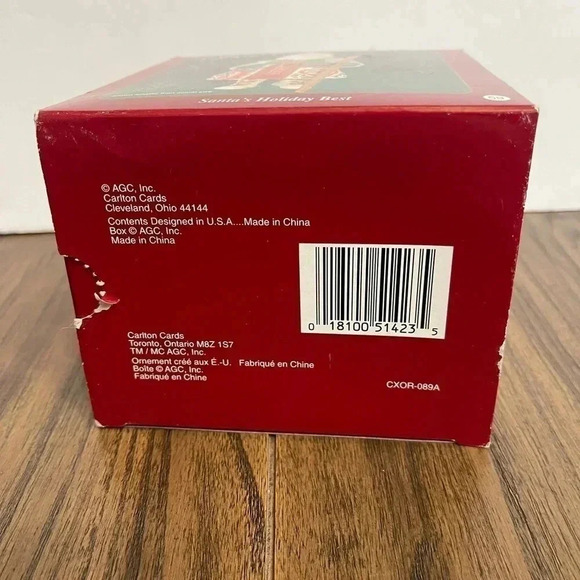 Santa's Holiday Best
© AGC, Inc.
Carlton Cards
Cleveland, Ohio 44144
Contents Designed in U.S.A....Made in China
Box © AGC, Inc.
Made in China
0 18100 51423 5
Carlton Cards
Toronto, Ontario M8Z 1S7
TM / MC AGC, Inc.
Ornement créé aux É.-U. Fabriqué en Chine
Boîte © AGC, Inc.
Fabriqué en Chine
CXOR-089A